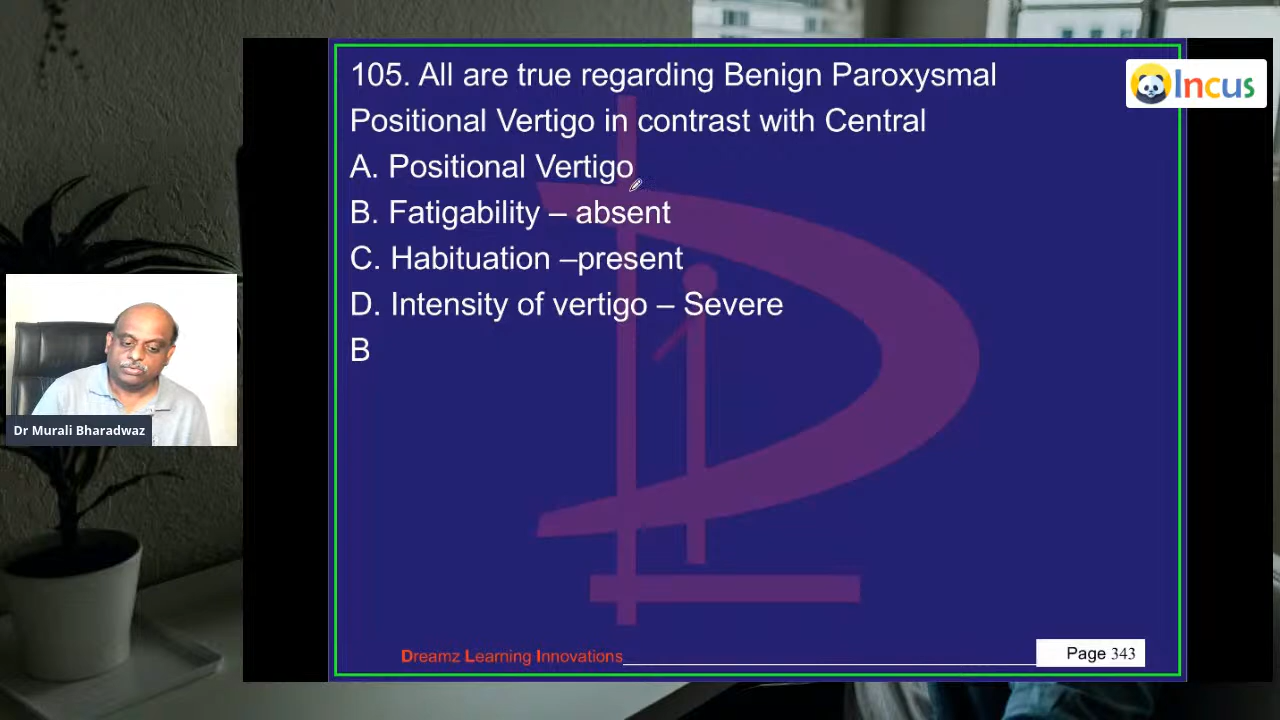 105. All are true regarding Benign Paroxysmal
Positional Vertigo in contrast with Central
A. Positional Vertigo
B. Fatigability – absent
C. Habituation –present
D. Intensity of vertigo – Severe
B
Incus
Dr Murali Bharadwaz
Dreamz Learning Innovations
Page 343